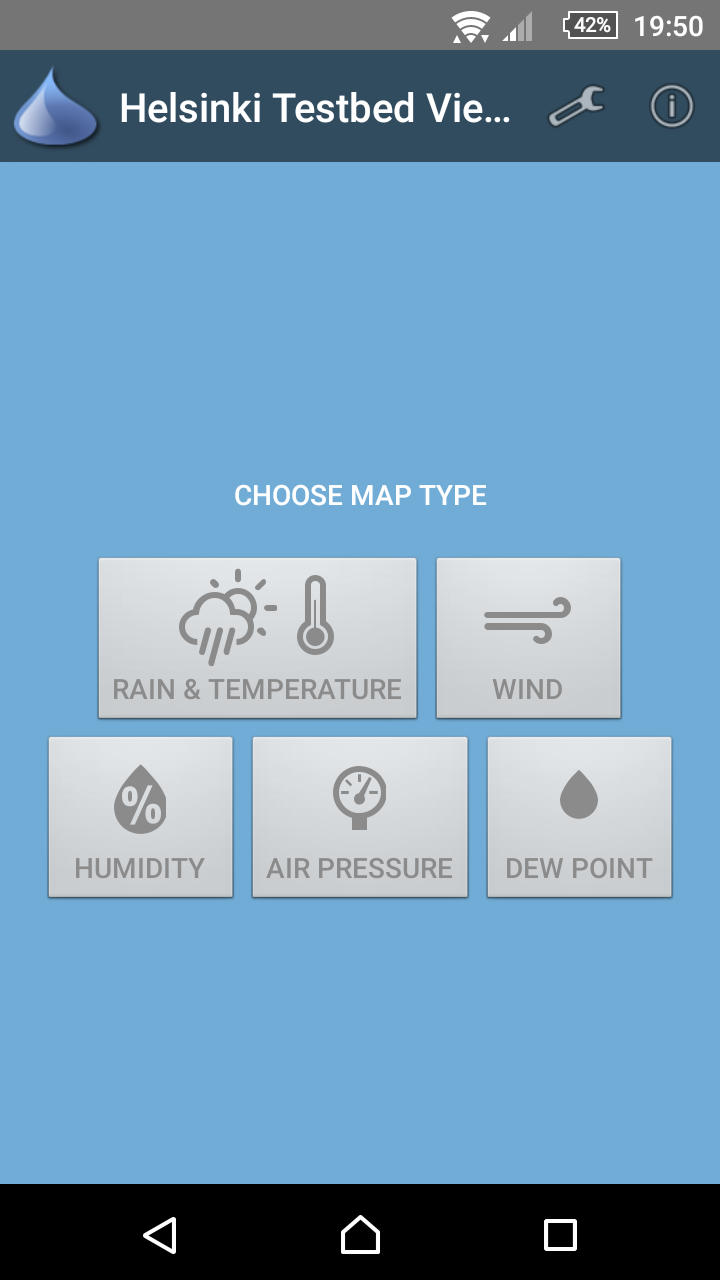 42% 19:50
Helsinki Testbed Vie...
CHOOSE MAP TYPE
RAIN & TEMPERATURE WIND
% 
HUMIDITY AIR PRESSURE DEW POINT